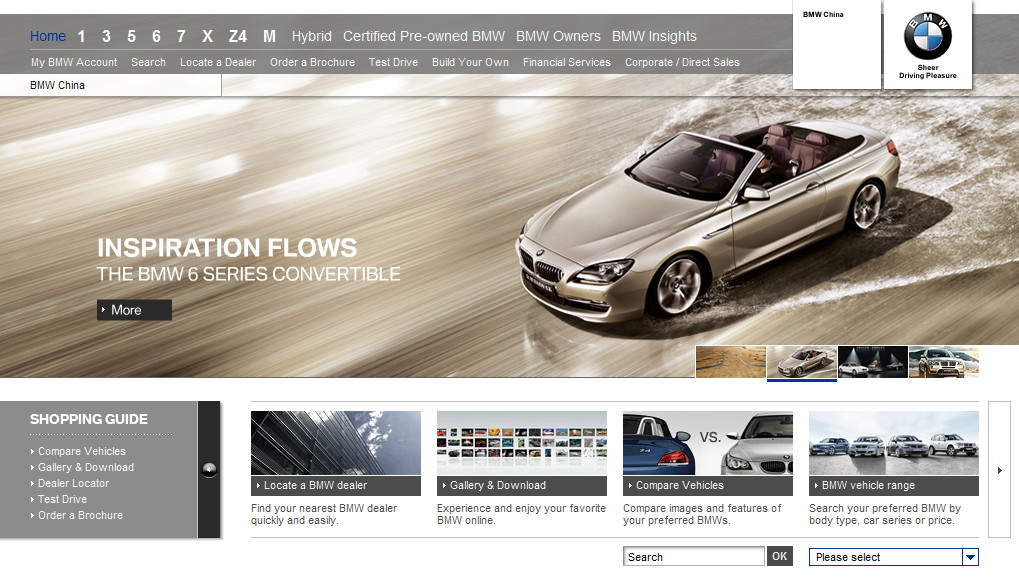 Home 1 3 5 6 7 X Z4 M Hybrid Certified Pre-owned BMW BMW Owners BMW Insights
My BMW Account Search Locate a Dealer Order a Brochure Test Drive Build Your Own Financial Services Corporate / Direct Sales
BMW China
BMW China
BMW
Sheer
Driving Pleasure
INSPIRATION FLOWS
THE BMW 6 SERIES CONVERTIBLE
More
SHOPPING GUIDE
Compare Vehicles
Gallery & Download
Dealer Locator
Test Drive
Order a Brochure
Locate a BMW dealer
Find your nearest BMW dealer
quickly and easily.
Gallery & Download
Experience and enjoy your favorite
BMW online.
VS.
Compare Vehicles
Compare images and features of
your preferred BMWs.
BMW vehicle range
Search your preferred BMW by
body type, car series or price.
Search OK Please select